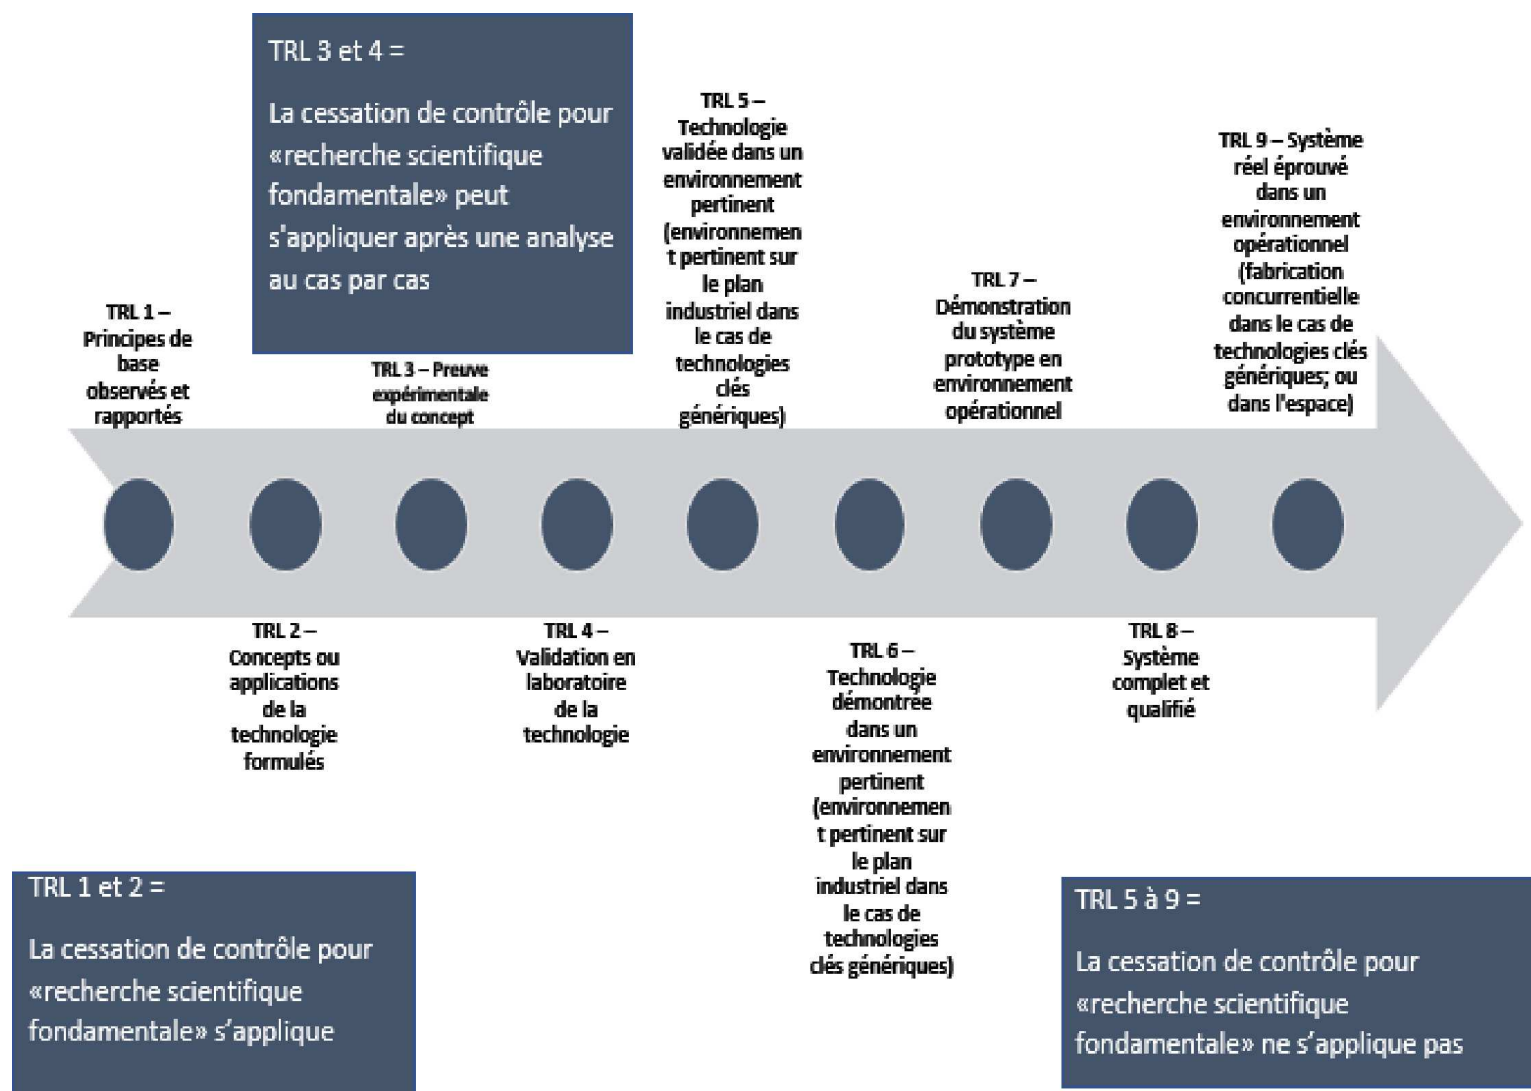 TRL 3 et 4 =
La cessation de contrôle pour
«recherche scientifique
fondamentale» peut
s'appliquer après une analyse
au cas par cas
TRL 1 –
Principes de
base
observés et
rapportés
TRL 3 – Preuve
expérimentale
du concept
TRL 5 –
Technologie
validée dans un
environnement
pertinent
(environnemen
t pertinent sur
le plan
industriel dans
le cas de
technologies
clés
génériques)
TRL 7 –
Démonstration
du système
prototype en
environnement
opérationnel
TRL 9 – Système
réel éprouvé
dans un
environnement
opérationnel
(fabrication
concurrentielle
dans le cas de
technologies clés
génériques; ou
dans l'espace)
TRL 2 –
Concepts ou
applications
de la
technologie
formulés
TRL 4 –
Validation en
laboratoire
de la
technologie
TRL 6 –
Technologie
démontrée
dans un
environnement
pertinent
(environnemen
t pertinent sur
le plan
industriel dans
le cas de
technologies
clés génériques)
TRL 8 –
Système
complet et
qualifié
TRL 1 et 2 =
La cessation de contrôle pour
«recherche scientifique
fondamentale» s’applique
TRL 5 à 9 =
La cessation de contrôle pour
«recherche scientifique
fondamentale» ne s’applique pas